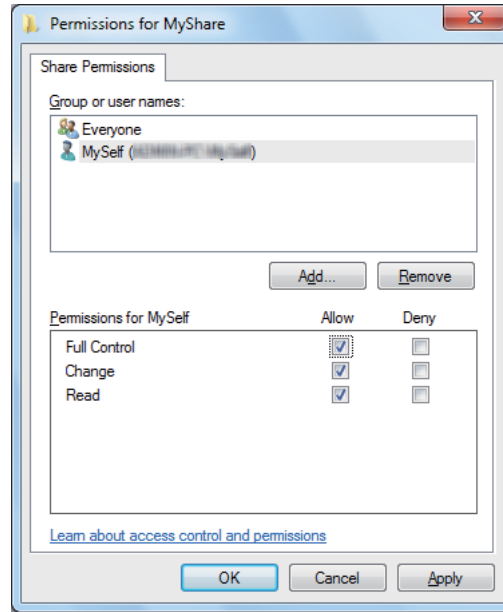 Permissions for MyShare
Share Permissions
Group or user names:
Everyone
MySelf (
Add... Remove
Permissions for MySelf Allow Deny
Full Control
Change
Read
Learn about access control and permissions
OK Cancel Apply